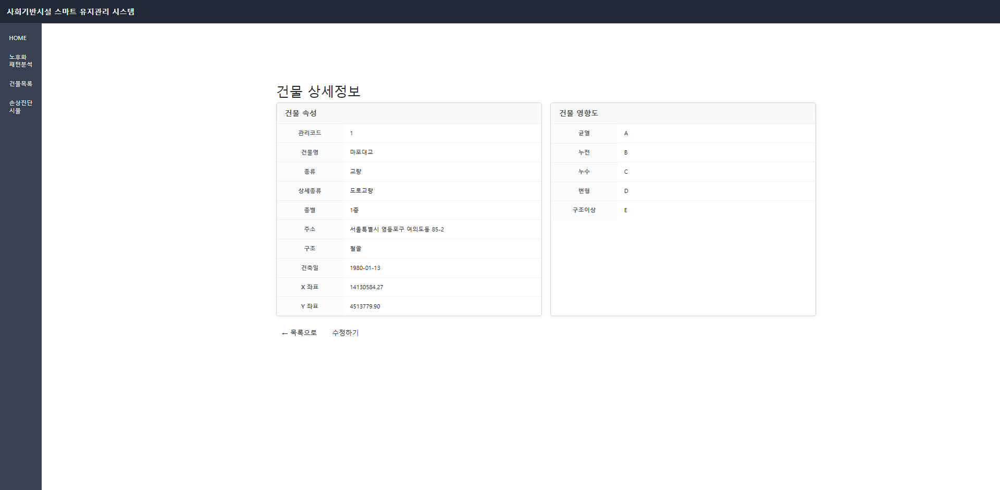 사회기반시설 스마트 유지관리 시스템
HOME
노후화
패턴분석
건물목록
손상진단
시뮬
건물 상세정보
건물 속성
관리코드 1
건물명 마포대교
종류 교량
상세종류 도로교량
종별 1종
주소 서울특별시 영등포구 여의도동 85-2
구조 철골
건축일 1980-01-13
X 좌표 14130584.27
Y 좌표 4513779.90
건물 영향도
균열 A
누전 B
누수 C
변형 D
구조이상 E
← 목록으로 수정하기